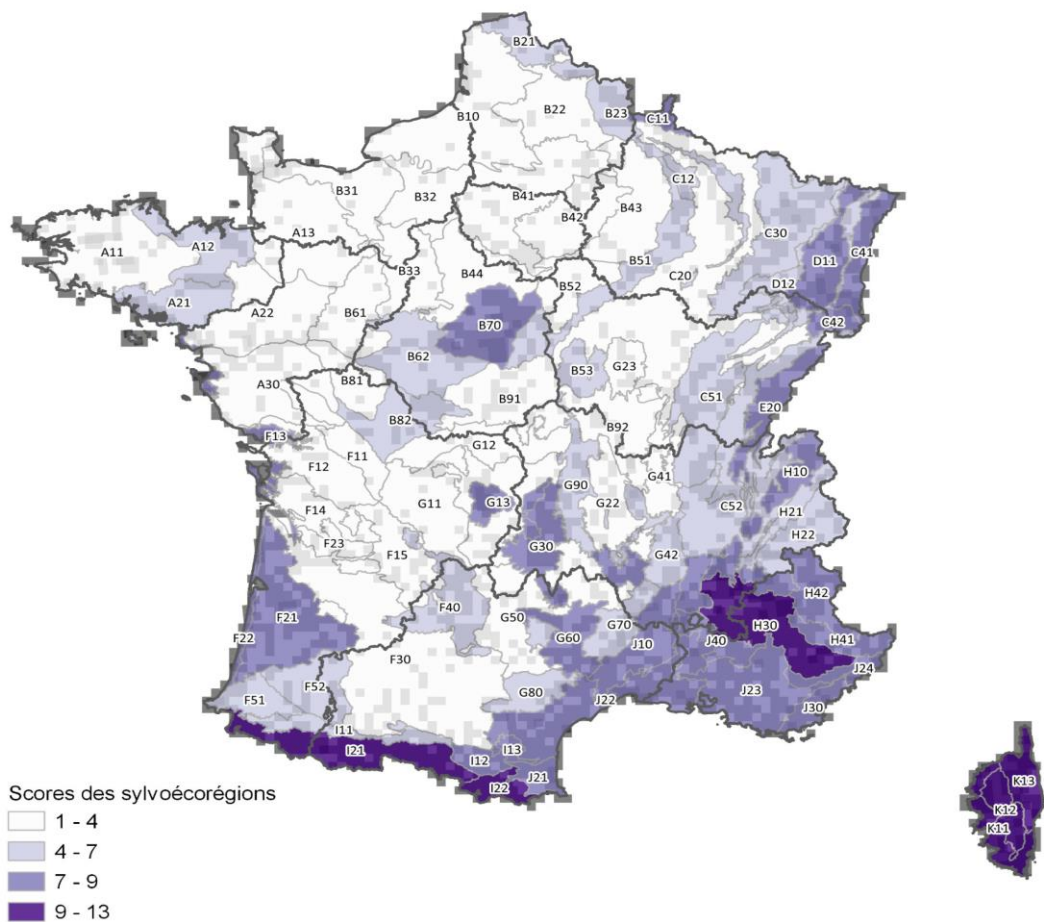 B21
B22
B23
C11
B10
C12
B31
B32
B41
B42
B43
A13
A11
A12
C30
C41
D11
B51
C20
D12
A21
A22
B33
B44
B52
B61
B70
C42
B62
B53
G23
C51
E20
A30
B81
B82
B91
B92
F13
F11
G12
F12
G41
H10
G90
G11
G13
G22
C52
H21
F14
H22
F23
F15
G30
G42
F40
H42
F21
G50
H30
G60
G70
J10
J40
H41
F22
F30
J24
F52
F51
G80
J22
J23
J30
I11
I21
I13
I12
J21
I22
K13
K12
K11
Scores des sylvoécorégions
1 - 4
4 - 7
7 - 9
9 - 13